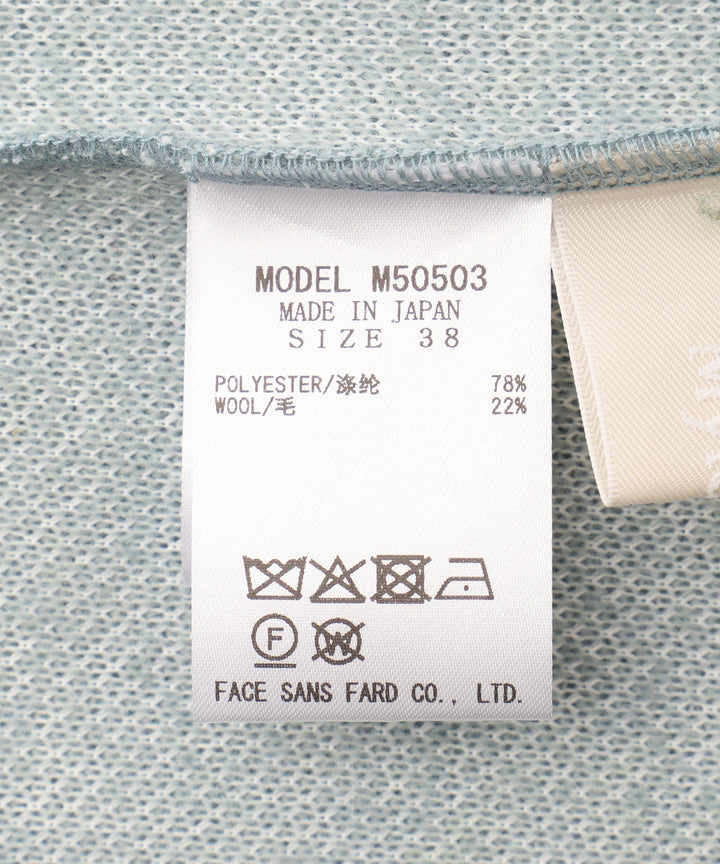 MODEL M50503
MADE IN JAPAN
SIZE 38
POLYESTER/涤纶 78%
WOOL/毛 22%
F W
FACE SANS FARD CO., LTD.